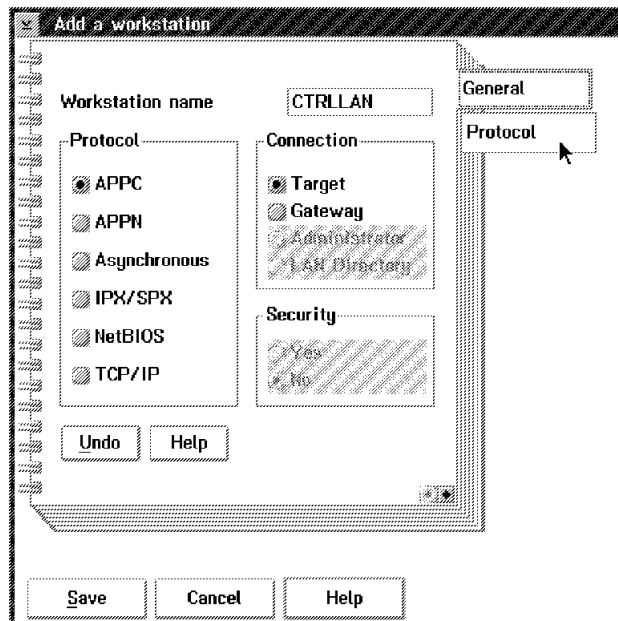 Add a workstation
General
Protocol
Workstation name CTRLLAN
Protocol
APPC
APPN
Asynchronous
IPX/SPX
NetBIOS
TCP/IP
Connection
Target
Gateway
Administrator
LAN Directory
Security
Yes
No
Undo Help
Save Cancel Help